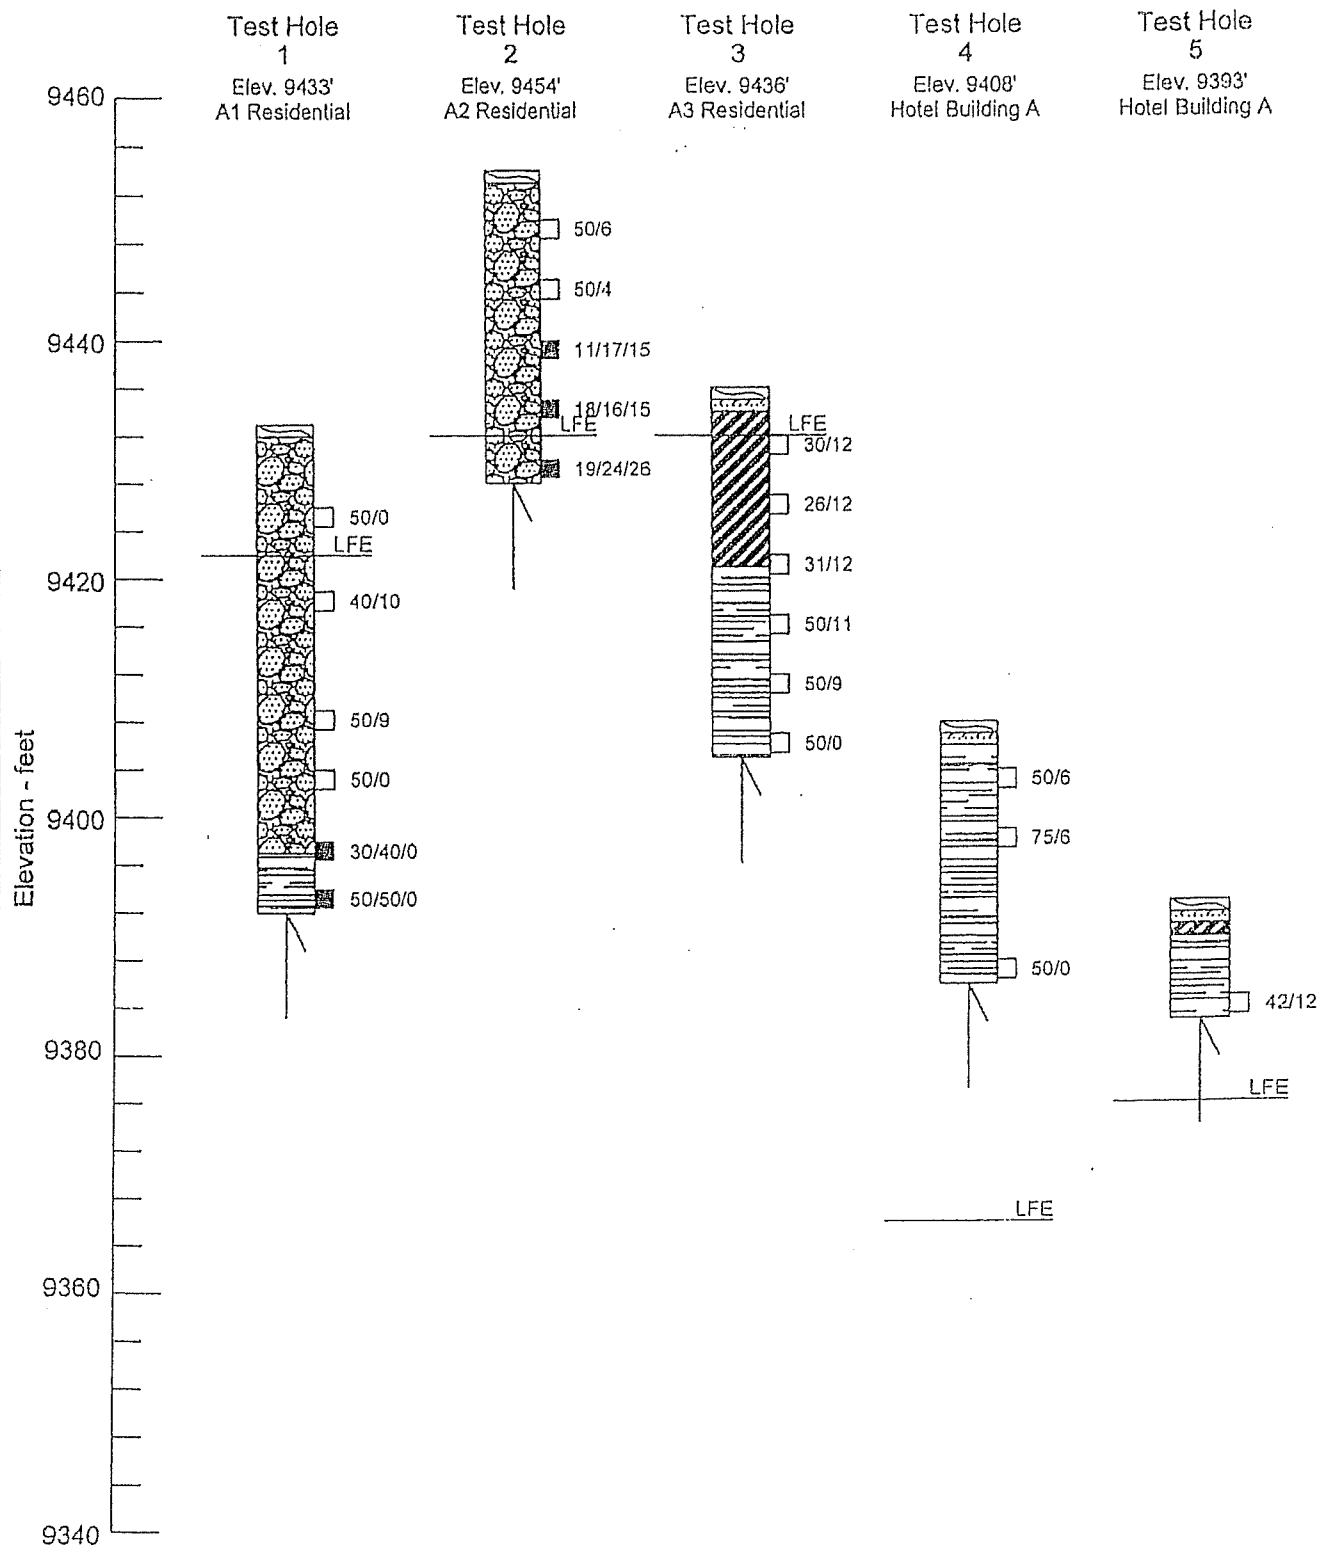 Test Hole
1
Elev. 9433'
A1 Residential
Test Hole
2
Elev. 9454'
A2 Residential
Test Hole
3
Elev. 9436'
A3 Residential
Test Hole
4
Elev. 9408'
Hotel Building A
Test Hole
5
Elev. 9393'
Hotel Building A
Elevation - feet
9460
9440
9420
9400
9380
9360
9340
50/0
LFE
40/10
50/9
50/0
30/40/0
50/50/0
50/6
50/4
11/17/15
18/16/15
LFE
19/24/26
LFE
30/12
26/12
31/12
50/11
50/9
50/0
50/6
75/6
50/0
LFE
42/12
LFE